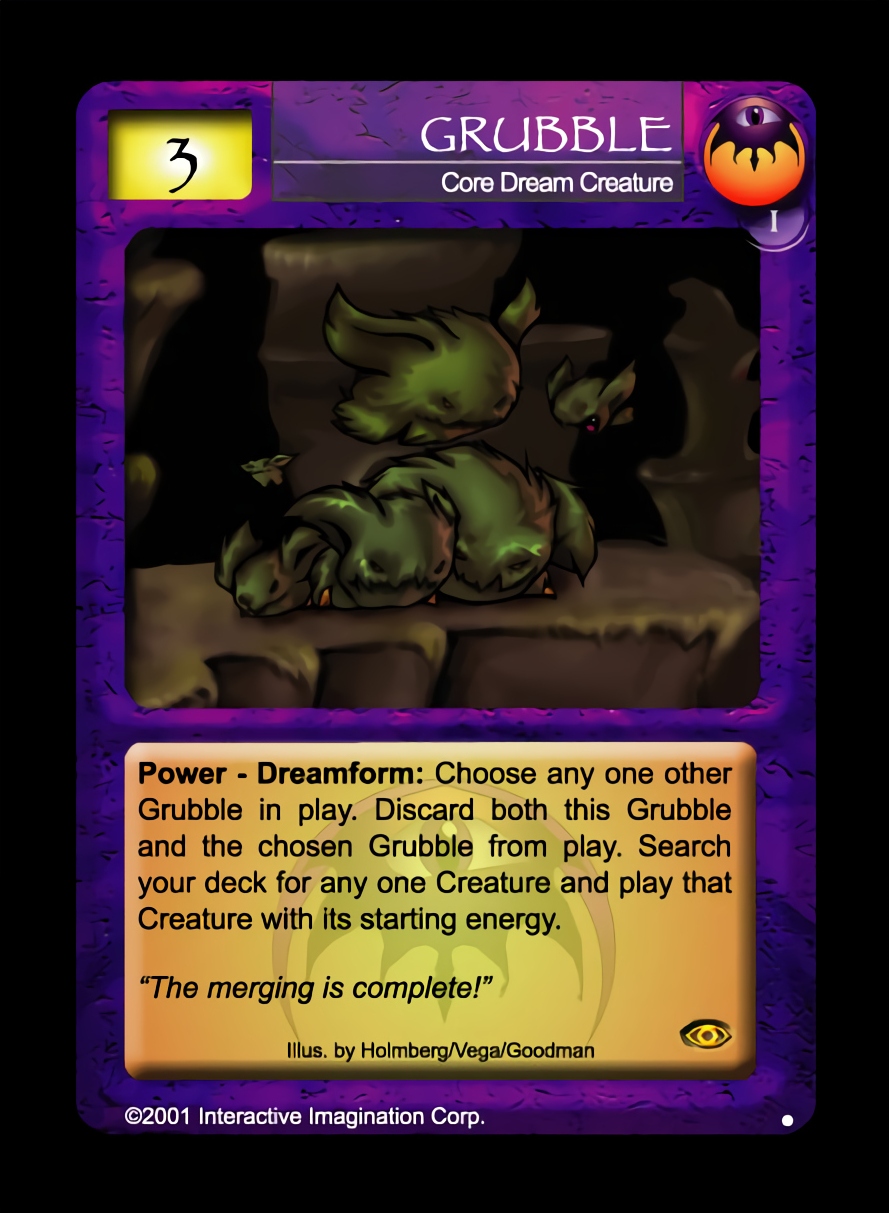 3
GRUBBLE
Core Dream Creature
I
Power - Dreamform: Choose any one other
Grubble in play. Discard both this Grubble
and the chosen Grubble from play. Search
your deck for any one Creature and play that
Creature with its starting energy.
“The merging is complete!”
Illus. by Holmberg/Vega/Goodman
©2001 Interactive Imagination Corp.